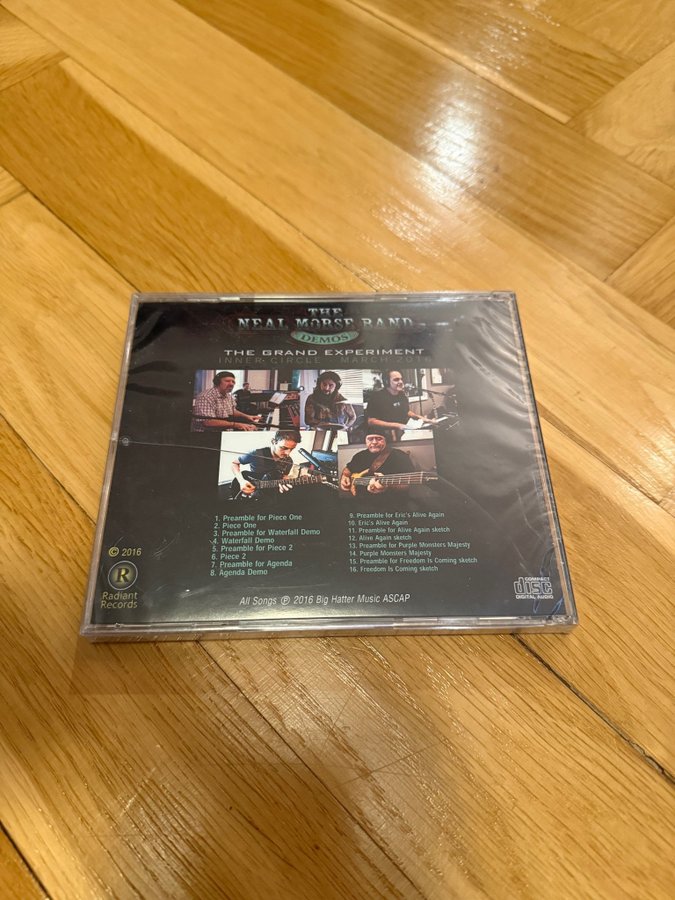 THE
NEAL MORSE BAND
DEMOS
THE GRAND EXPERIMENT
INNER CIRCLE MARCH 2016
1. Preamble for Piece One
2. Piece One
3. Preamble for Waterfall Demo
4. Waterfall Demo
5. Preamble for Piece 2
6. Piece 2
7. Preamble for Agenda
8. Agenda Demo
9. Preamble for Eric's Alive Again
10. Eric's Alive Again
11. Preamble for Alive Again sketch
12. Alive Again sketch
13. Preamble for Purple Monsters Majesty
14. Purple Monsters Majesty
15. Preamble for Freedom Is Coming sketch
16. Freedom Is Coming sketch
© 2016
R
Radiant
Records
All Songs ℗ 2016 Big Hatter Music ASCAP
COMPACT
disc
DIGITAL AUDIO